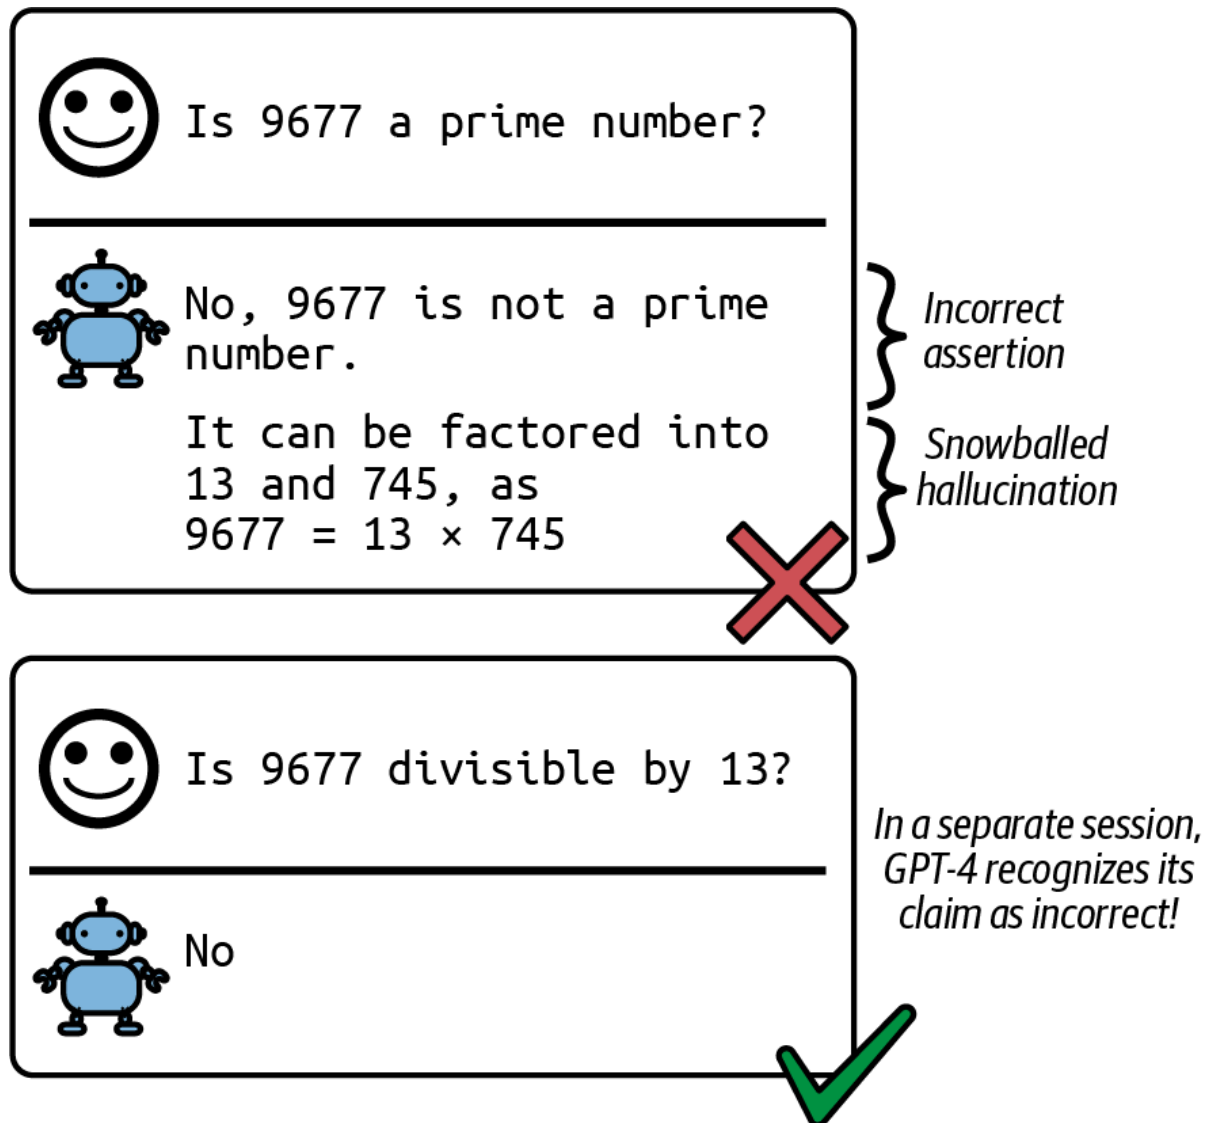 Is 9677 a prime number?
No, 9677 is not a prime
number.
Incorrect
assertion
It can be factored into
13 and 745, as
9677 = 13 × 745
Snowballed
hallucination
Is 9677 divisible by 13?
No
In a separate session,
GPT-4 recognizes its
claim as incorrect!